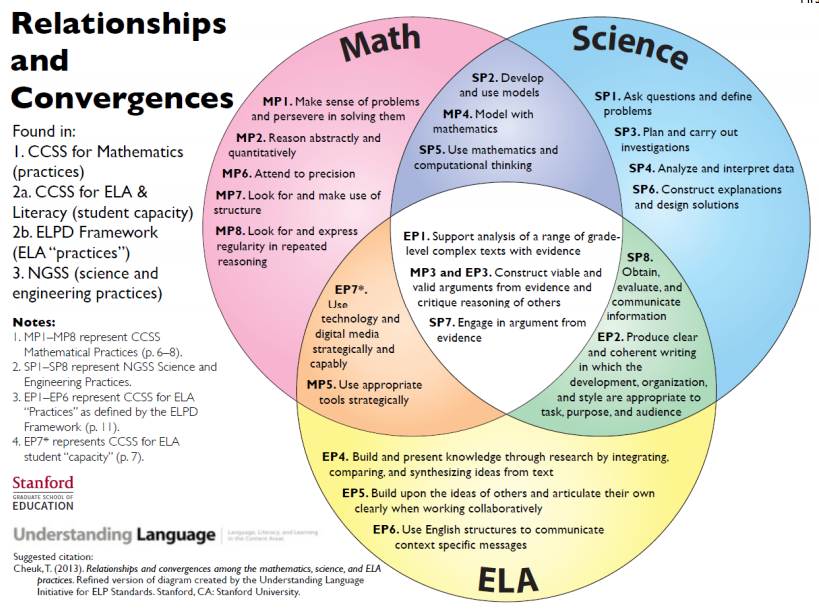 Relationships
and
Convergences
Found in:
1. CCSS for Mathematics
(practices)
2a. CCSS for ELA &
Literacy (student capacity)
2b. ELPD Framework
(ELA “practices”)
3. NGSS (science and
engineering practices)
Notes:
1. MP1–MP8 represent CCSS
Mathematical Practices (p. 6–8).
2. SP1–SP8 represent NGSS Science and
Engineering Practices.
3. EP1–EP6 represent CCSS for ELA
“Practices” as defined by the ELPD
Framework (p. 11).
4. EP7* represents CCSS for ELA
student “capacity” (p. 7).
Stanford
GRADUATE SCHOOL OF
EDUCATION
Understanding Language
Language, Literacy, and Learning
in the Content Areas
Suggested citation:
Cheuk, T. (2013). Relationships and convergences among the mathematics, science, and ELA
practices. Refined version of diagram created by the Understanding Language
Initiative for ELP Standards. Stanford, CA: Stanford University.
Math
MP1. Make sense of problems
and persevere in solving them
MP2. Reason abstractly and
quantitatively
MP6. Attend to precision
MP7. Look for and make use of
structure
MP8. Look for and express
regularity in repeated
reasoning
SP2. Develop
and use models
MP4. Model with
mathematics
SP5. Use mathematics and
computational thinking
Science
SP1. Ask questions and define
problems
SP3. Plan and carry out
investigations
SP4. Analyze and interpret data
SP6. Construct explanations
and design solutions
EP1. Support analysis of a range of grade-
level complex texts with evidence
MP3 and EP3. Construct viable and
valid arguments from evidence and
critique reasoning of others
SP7. Engage in argument from
evidence
EP7*.
Use
technology and
digital media
strategically and
capably
MP5. Use appropriate
tools strategically
SP8.
Obtain,
evaluate, and
communicate
information
EP2. Produce clear
and coherent writing
in which the
development, organization,
and style are appropriate to
task, purpose, and audience
EP4. Build and present knowledge through research by integrating,
comparing, and synthesizing ideas from text
EP5. Build upon the ideas of others and articulate their own
clearly when working collaboratively
EP6. Use English structures to communicate
context specific messages
ELA